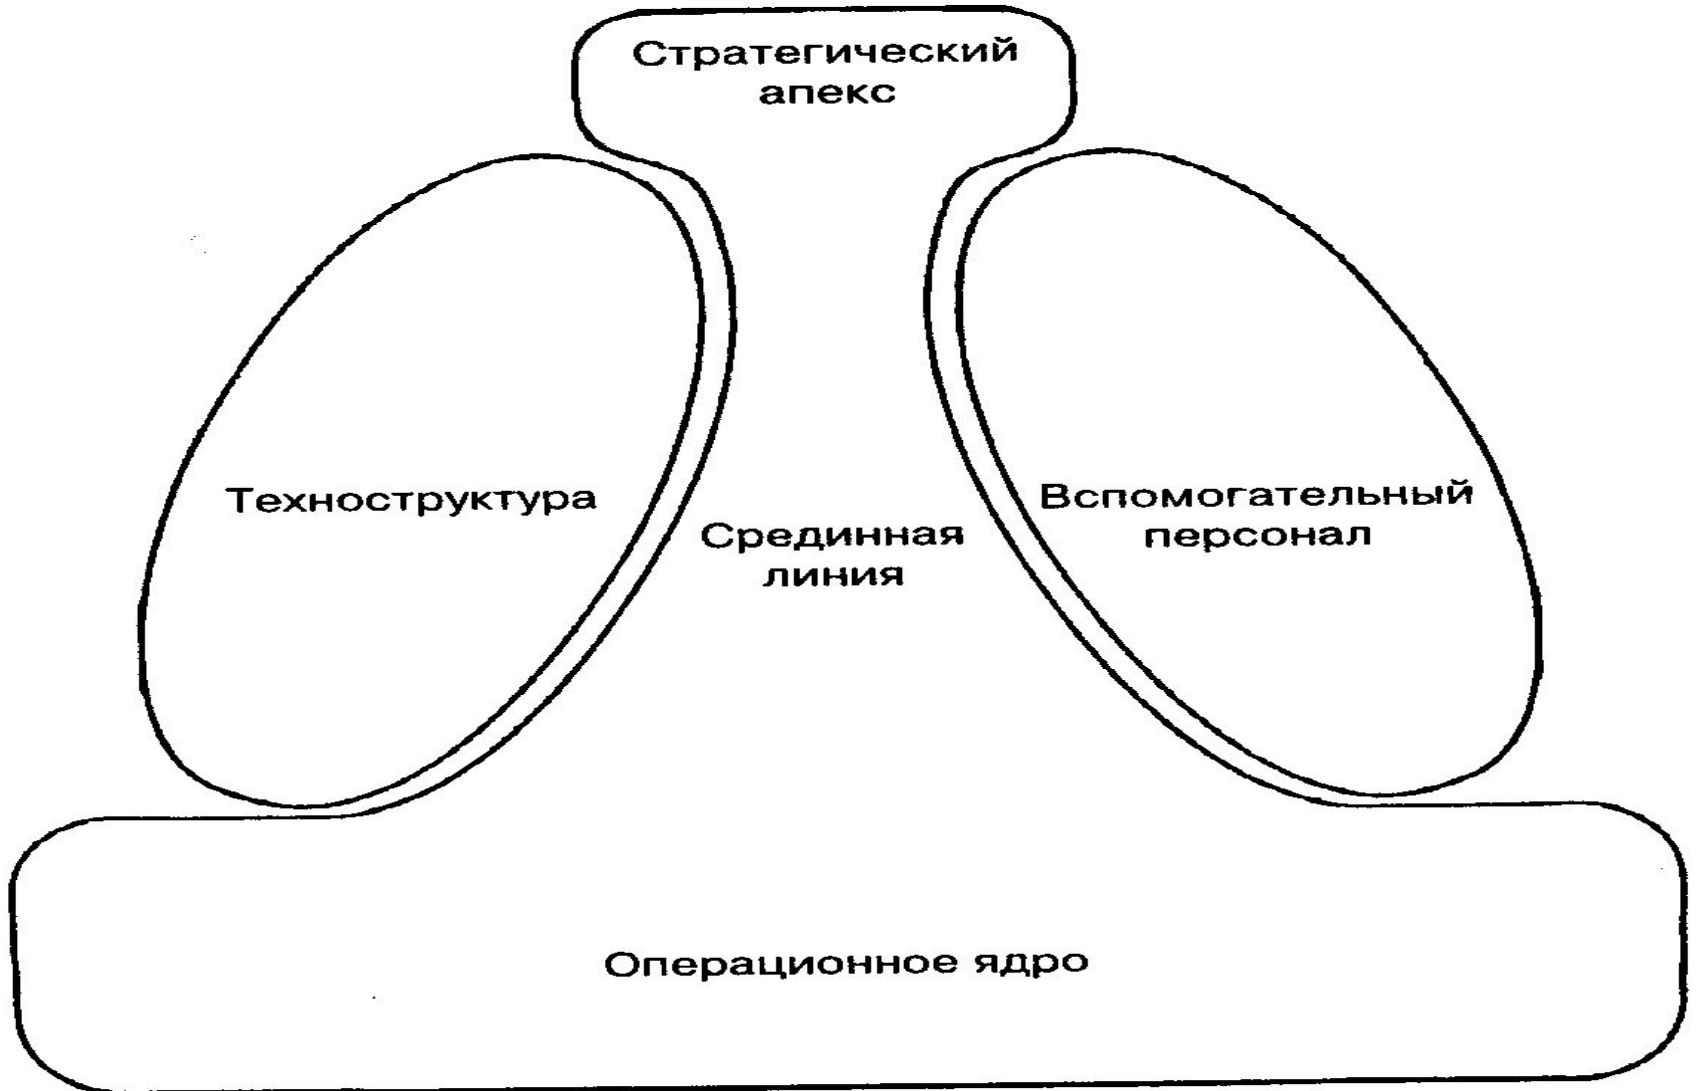 Стратегический
апекс
Техноструктура
Срединная
линия
Вспомогательный
персонал
Операционное ядро